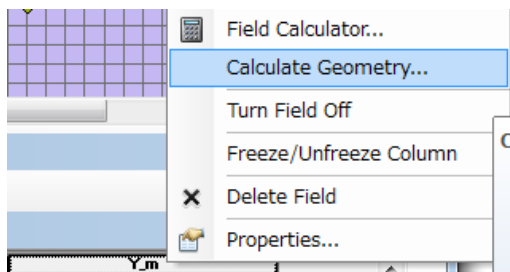 Field Calculator...
Calculate Geometry...
Turn Field Off
Freeze/Unfreeze Column
Delete Field
Properties...
Y_m